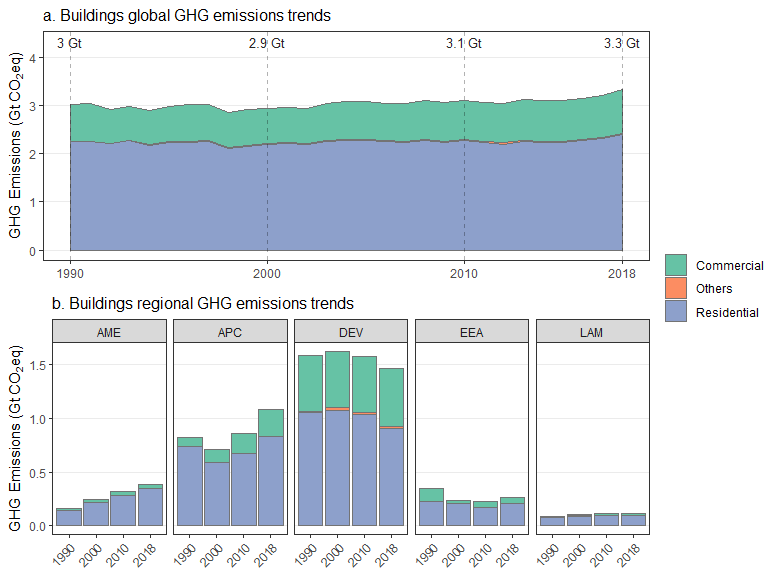 a. Buildings global GHG emissions trends
3 Gt 2.9 Gt 3.1 Gt 3.3 Gt
GHG Emissions (Gt CO₂eq)
4
3
2
1
0
1990 2000 2010 2018
Commercial
Others
Residential
b. Buildings regional GHG emissions trends
AME APC DEV EEA LAM
GHG Emissions (Gt CO₂eq)
1.5
1.0
0.5
0.0
1990 2000 2010 2018 1990 2000 2010 2018 1990 2000 2010 2018 1990 2000 2010 2018 1990 2000 2010 2018